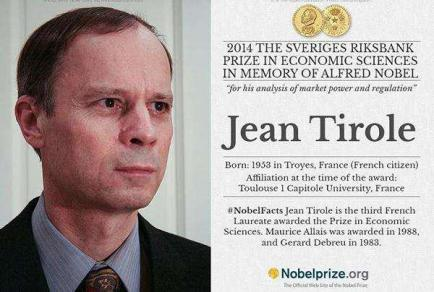 2014 THE SVERIGES RIKSBANK
PRIZE IN ECONOMIC SCIENCES
IN MEMORY OF ALFRED NOBEL
"for his analysis of market power and regulation"
Jean Tirole
Born: 1953 in Troyes, France (French citizen)
Affiliation at the time of the award:
Toulouse 1 Capitole University, France
#NobelFacts Jean Tirole is the third French
Laureate awarded the Prize in Economic
Sciences. Maurice Allais was awarded in 1988,
and Gerard Debreu in 1983.
Nobelprize.org
The Official Web Site of the Nobel Prize